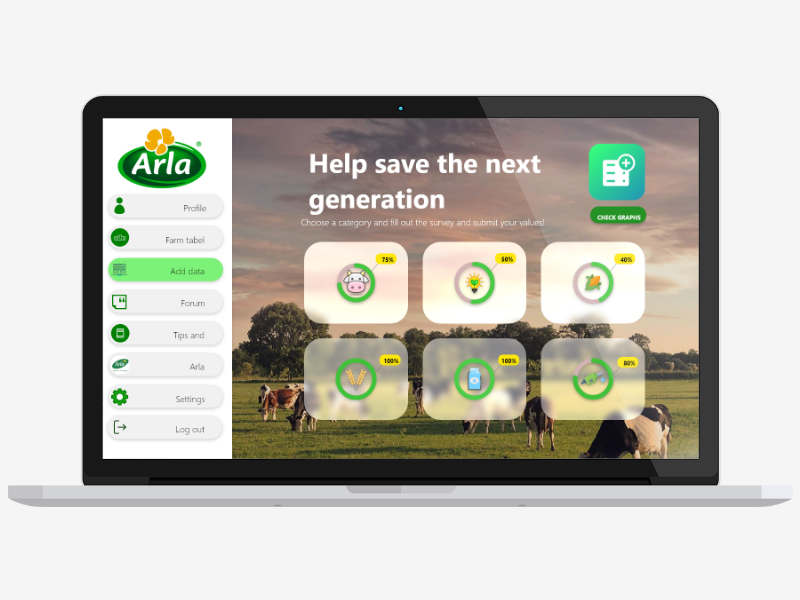 Arla
®
Profile
Farm tabel
Add data
Forum
Tips and
Arla
Settings
Log out
Help save the next
generation
Choose a category and fill out the survey and submit your values!
CHECK GRAPHS
75%
50%
40%
100%
100%
80%